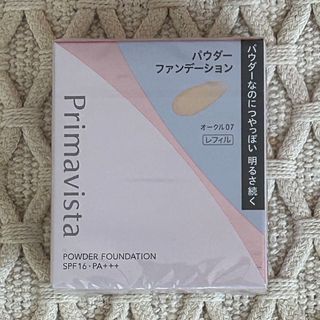 パウダー
ファンデーション
オークル07
レフィル
パウダーなのにつやっぽい 明るさ続く
Primavista
POWDER FOUNDATION
SPF16・PA+++